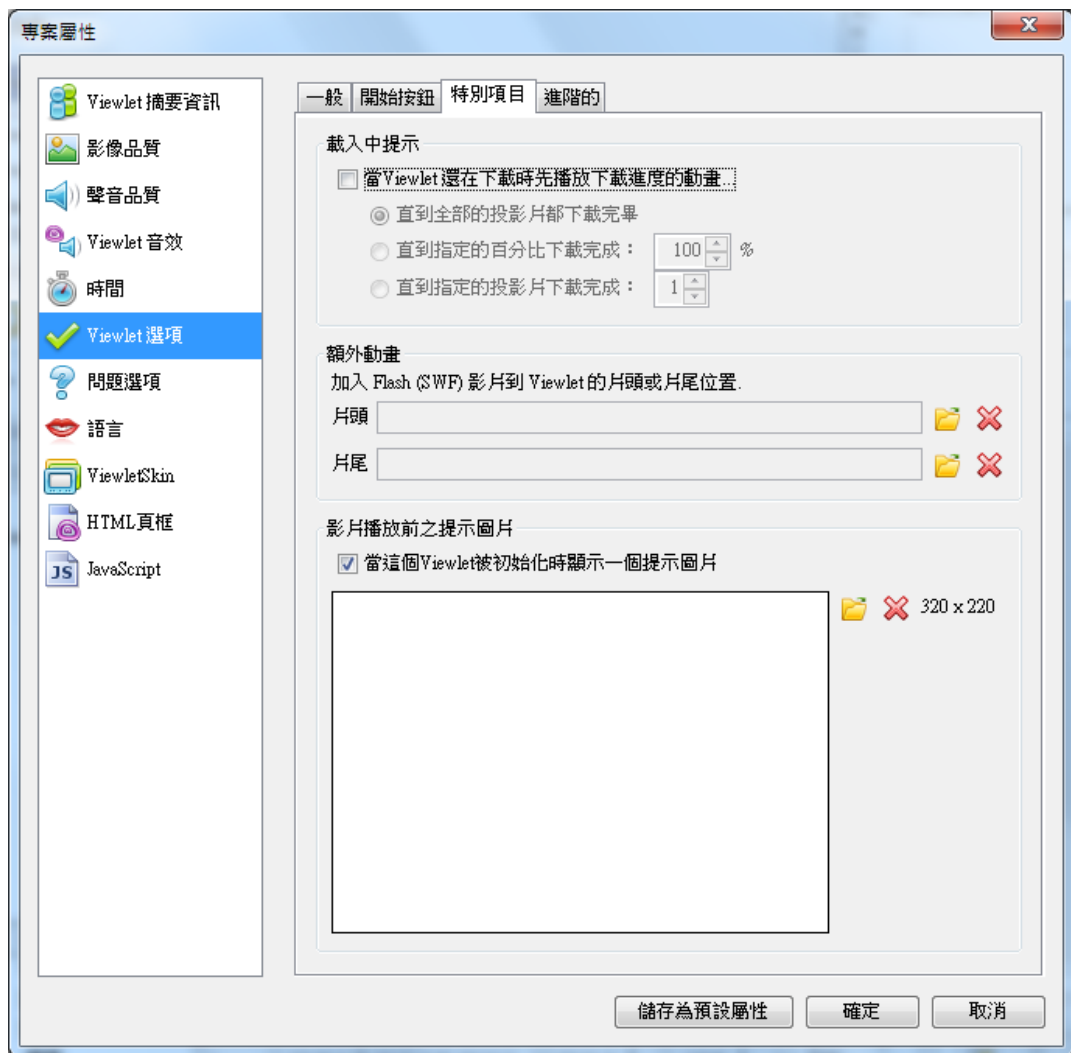 專案屬性
Viewlet 摘要資訊
影像品質
聲音品質
Viewlet 音效
時間
Viewlet 選項
問題選項
語言
ViewletSkin
HTML頁框
JS JavaScript
一般 開始按鈕 特別項目 進階的
載入中提示
當Viewlet 還在下載時先播放下載進度的動畫...
直到全部的投影片都下載完畢
直到指定的百分比下載完成： 100 %
直到指定的投影片下載完成： 1
額外動畫
加入 Flash (SWF) 影片到 Viewlet 的片頭或片尾位置.
片頭
片尾
影片播放前之提示圖片
當這個Viewlet被初始化時顯示一個提示圖片
320 x 220
儲存為預設屬性 確定 取消